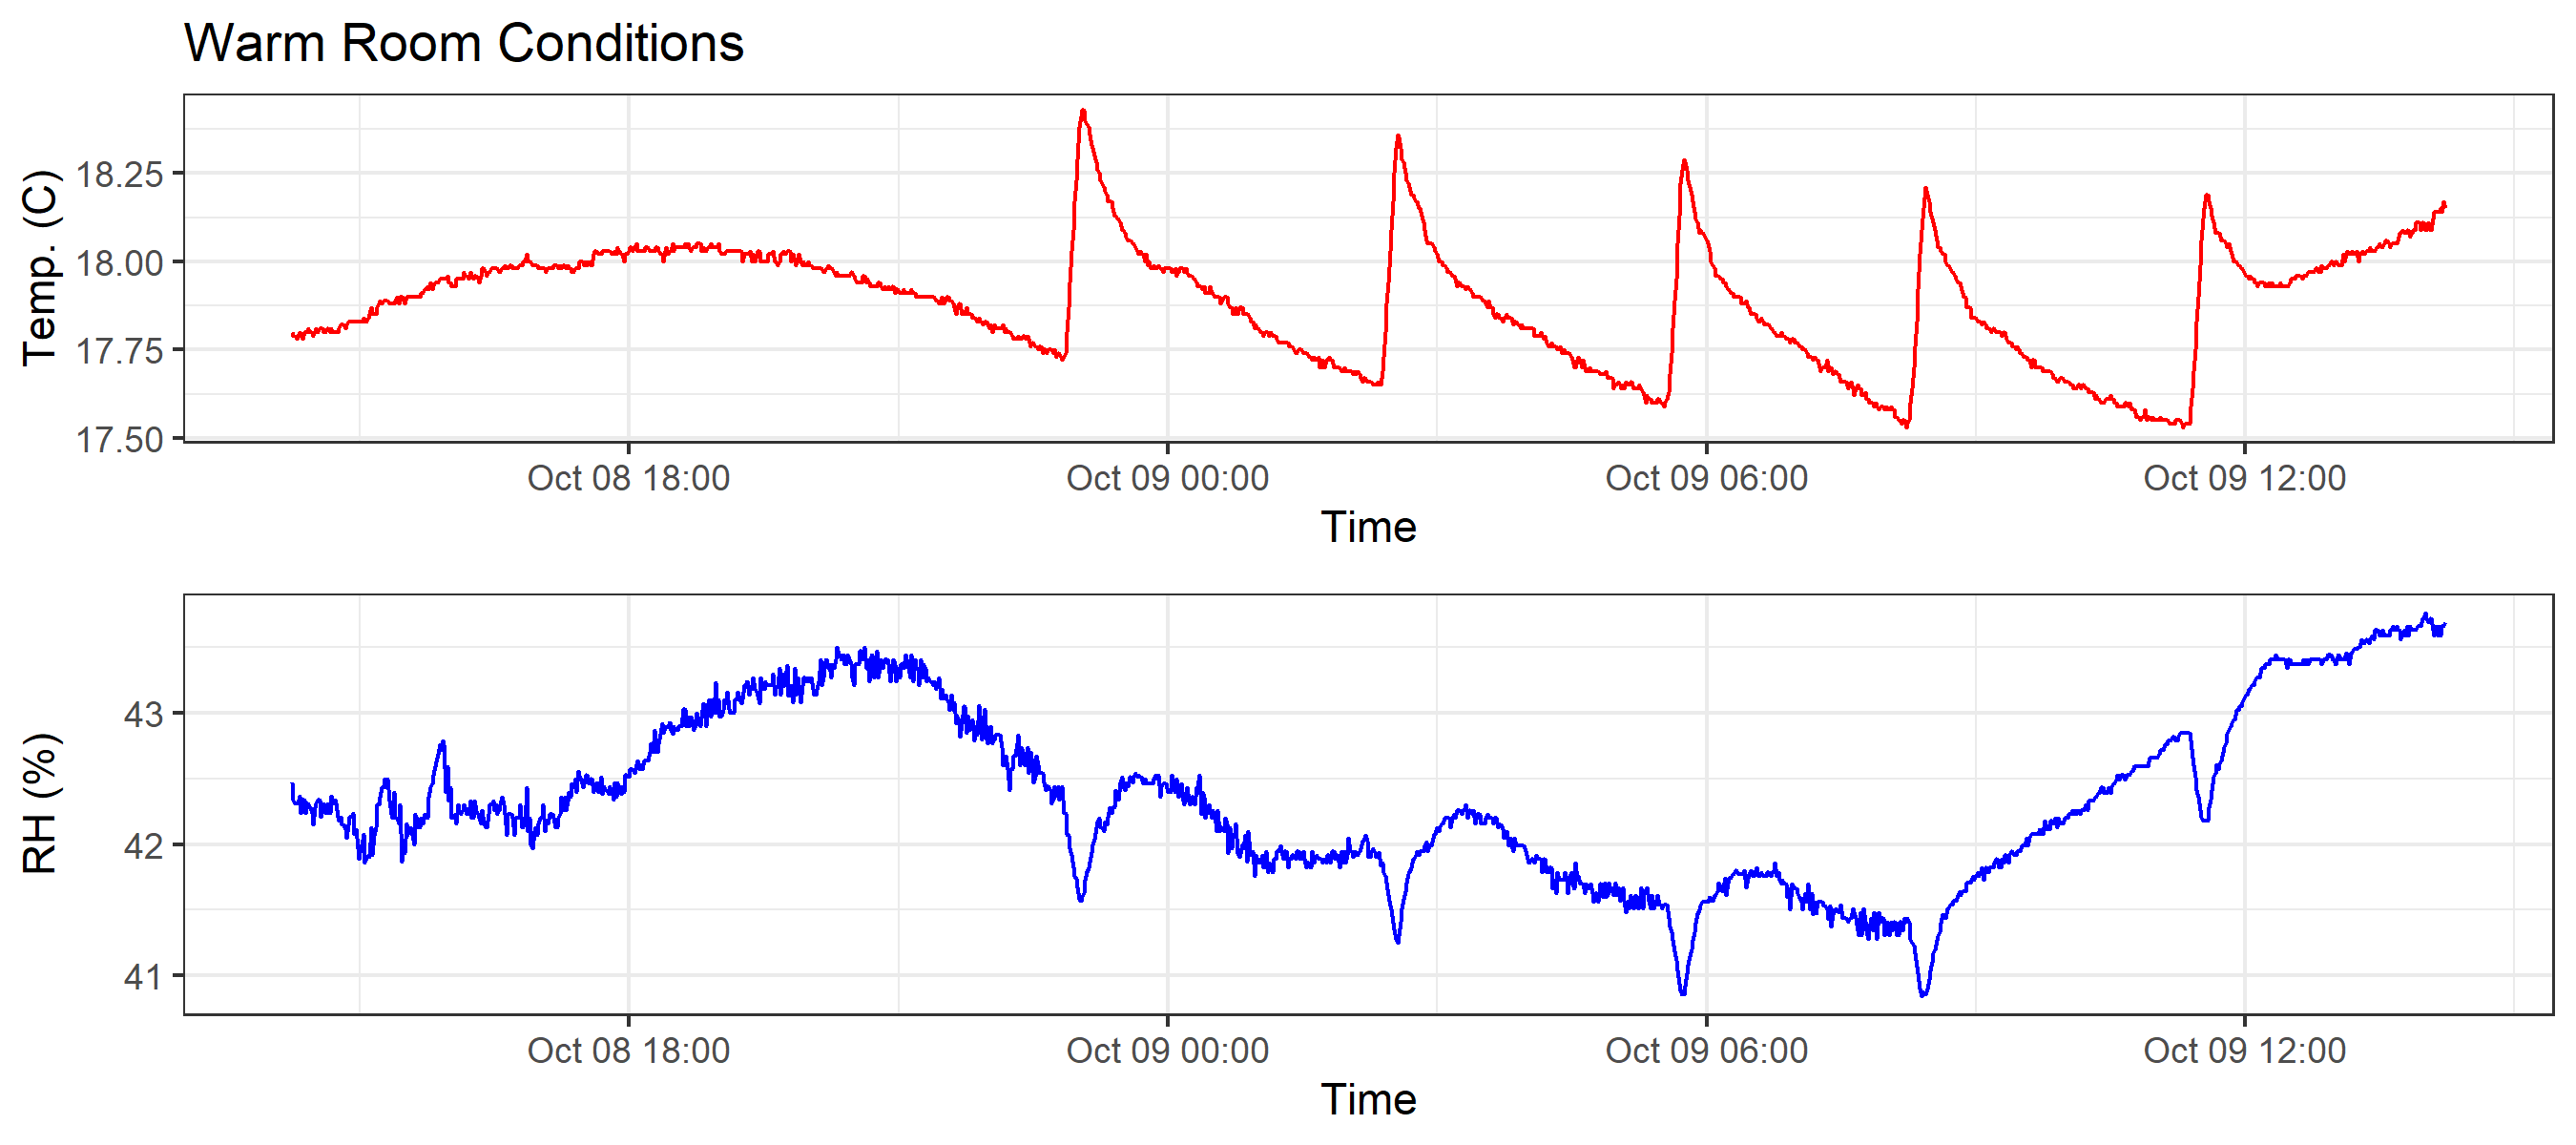 Warm Room Conditions
Temp. (C)
18.25
18.00
17.75
17.50
Oct 08 18:00 Oct 09 00:00 Oct 09 06:00 Oct 09 12:00
Time
RH (%)
43
42
41
Oct 08 18:00 Oct 09 00:00 Oct 09 06:00 Oct 09 12:00
Time